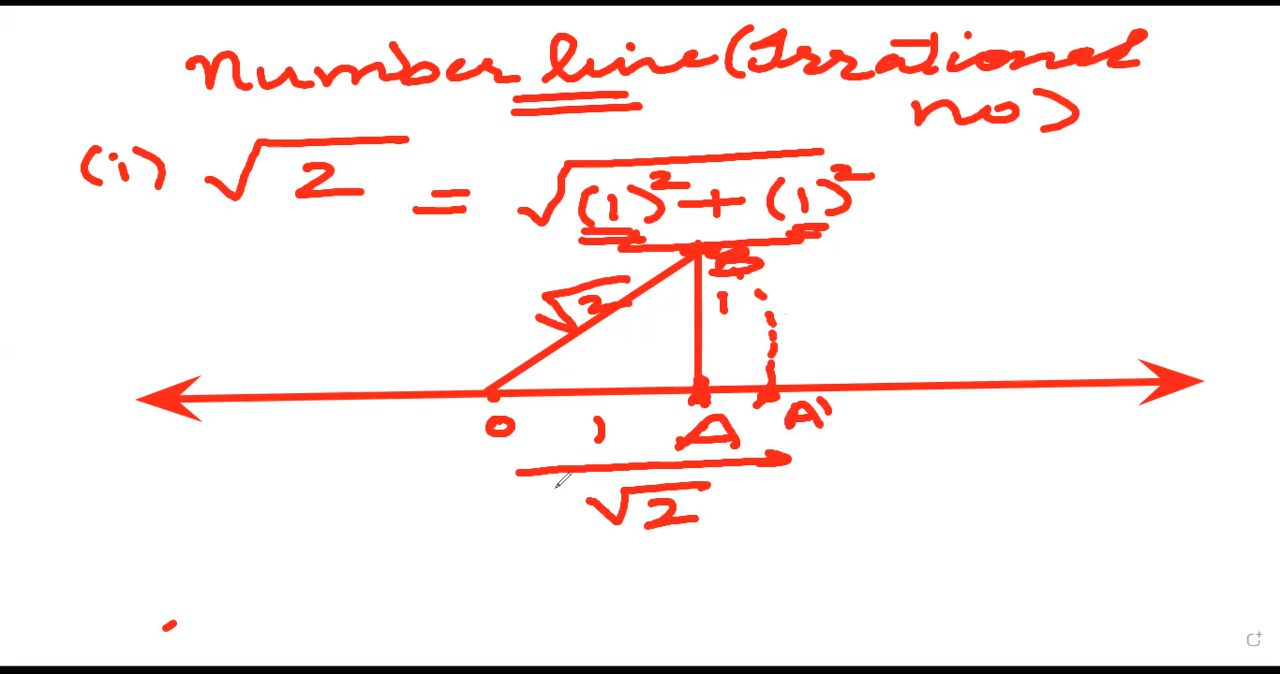 Number line (Irrational
no)
(i) √2 = √(1)² + (1)²
B
√2
1
0
1
A
A'
√2